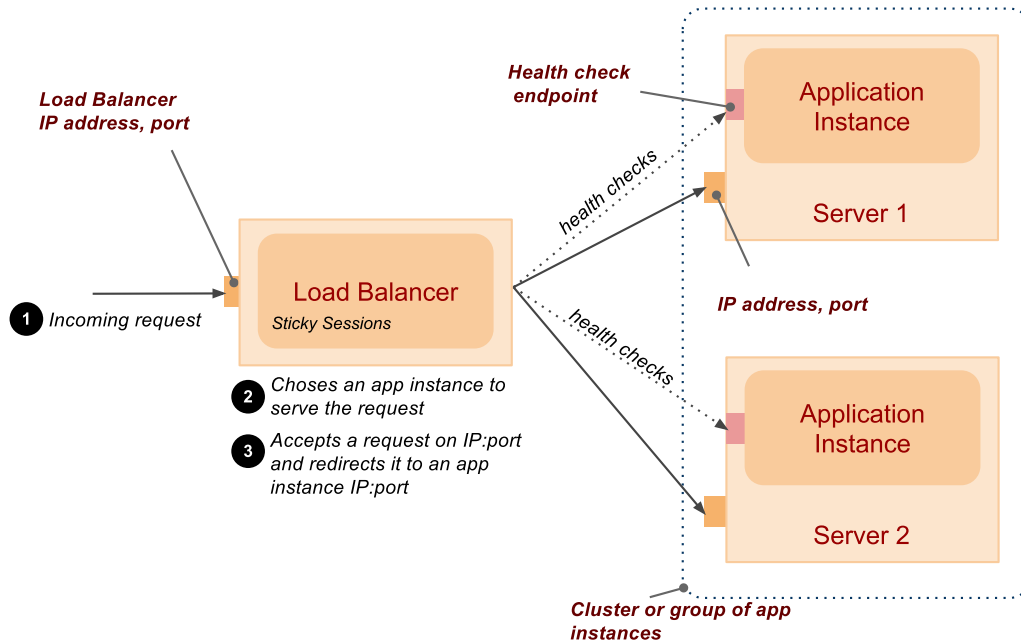 Load Balancer
IP address, port
1
Incoming request
Load Balancer
Sticky Sessions
2
Choses an app instance to
serve the request
3
Accepts a request on IP:port
and redirects it to an app
instance IP:port
Health check
endpoint
health checks
health checks
Application
Instance
Server 1
IP address, port
Application
Instance
Server 2
Cluster or group of app
instances